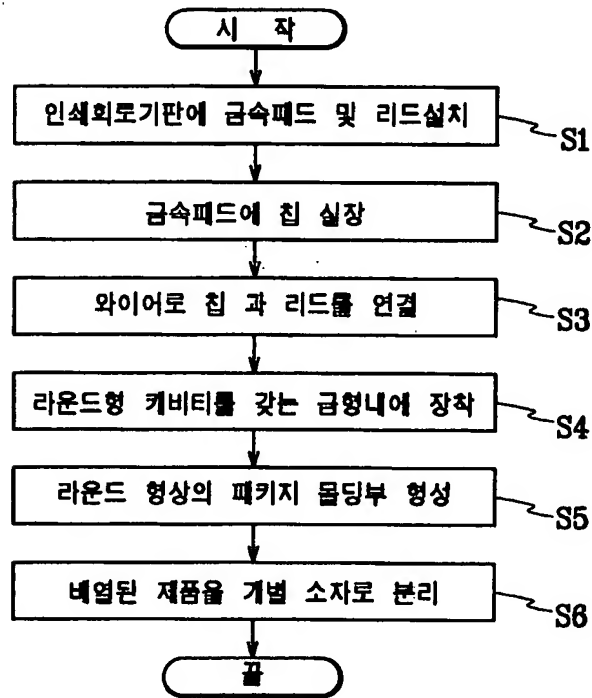 시 작
인쇄회로기판에 금속패드 및 리드설치
S1
금속패드에 칩 실장
S2
와이어로 칩 과 리드를 연결
S3
라운드형 캐비티를 갖는 금형내에 장착
S4
라운드 형상의 패키지 몰딩부 형성
S5
배열된 제품을 개별 소자로 분리
S6
끝